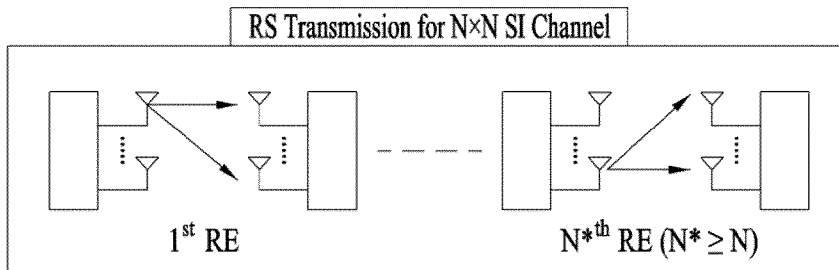 RS Transmission for N×N SI Channel
1st RE
N*th RE (N* ≥ N)